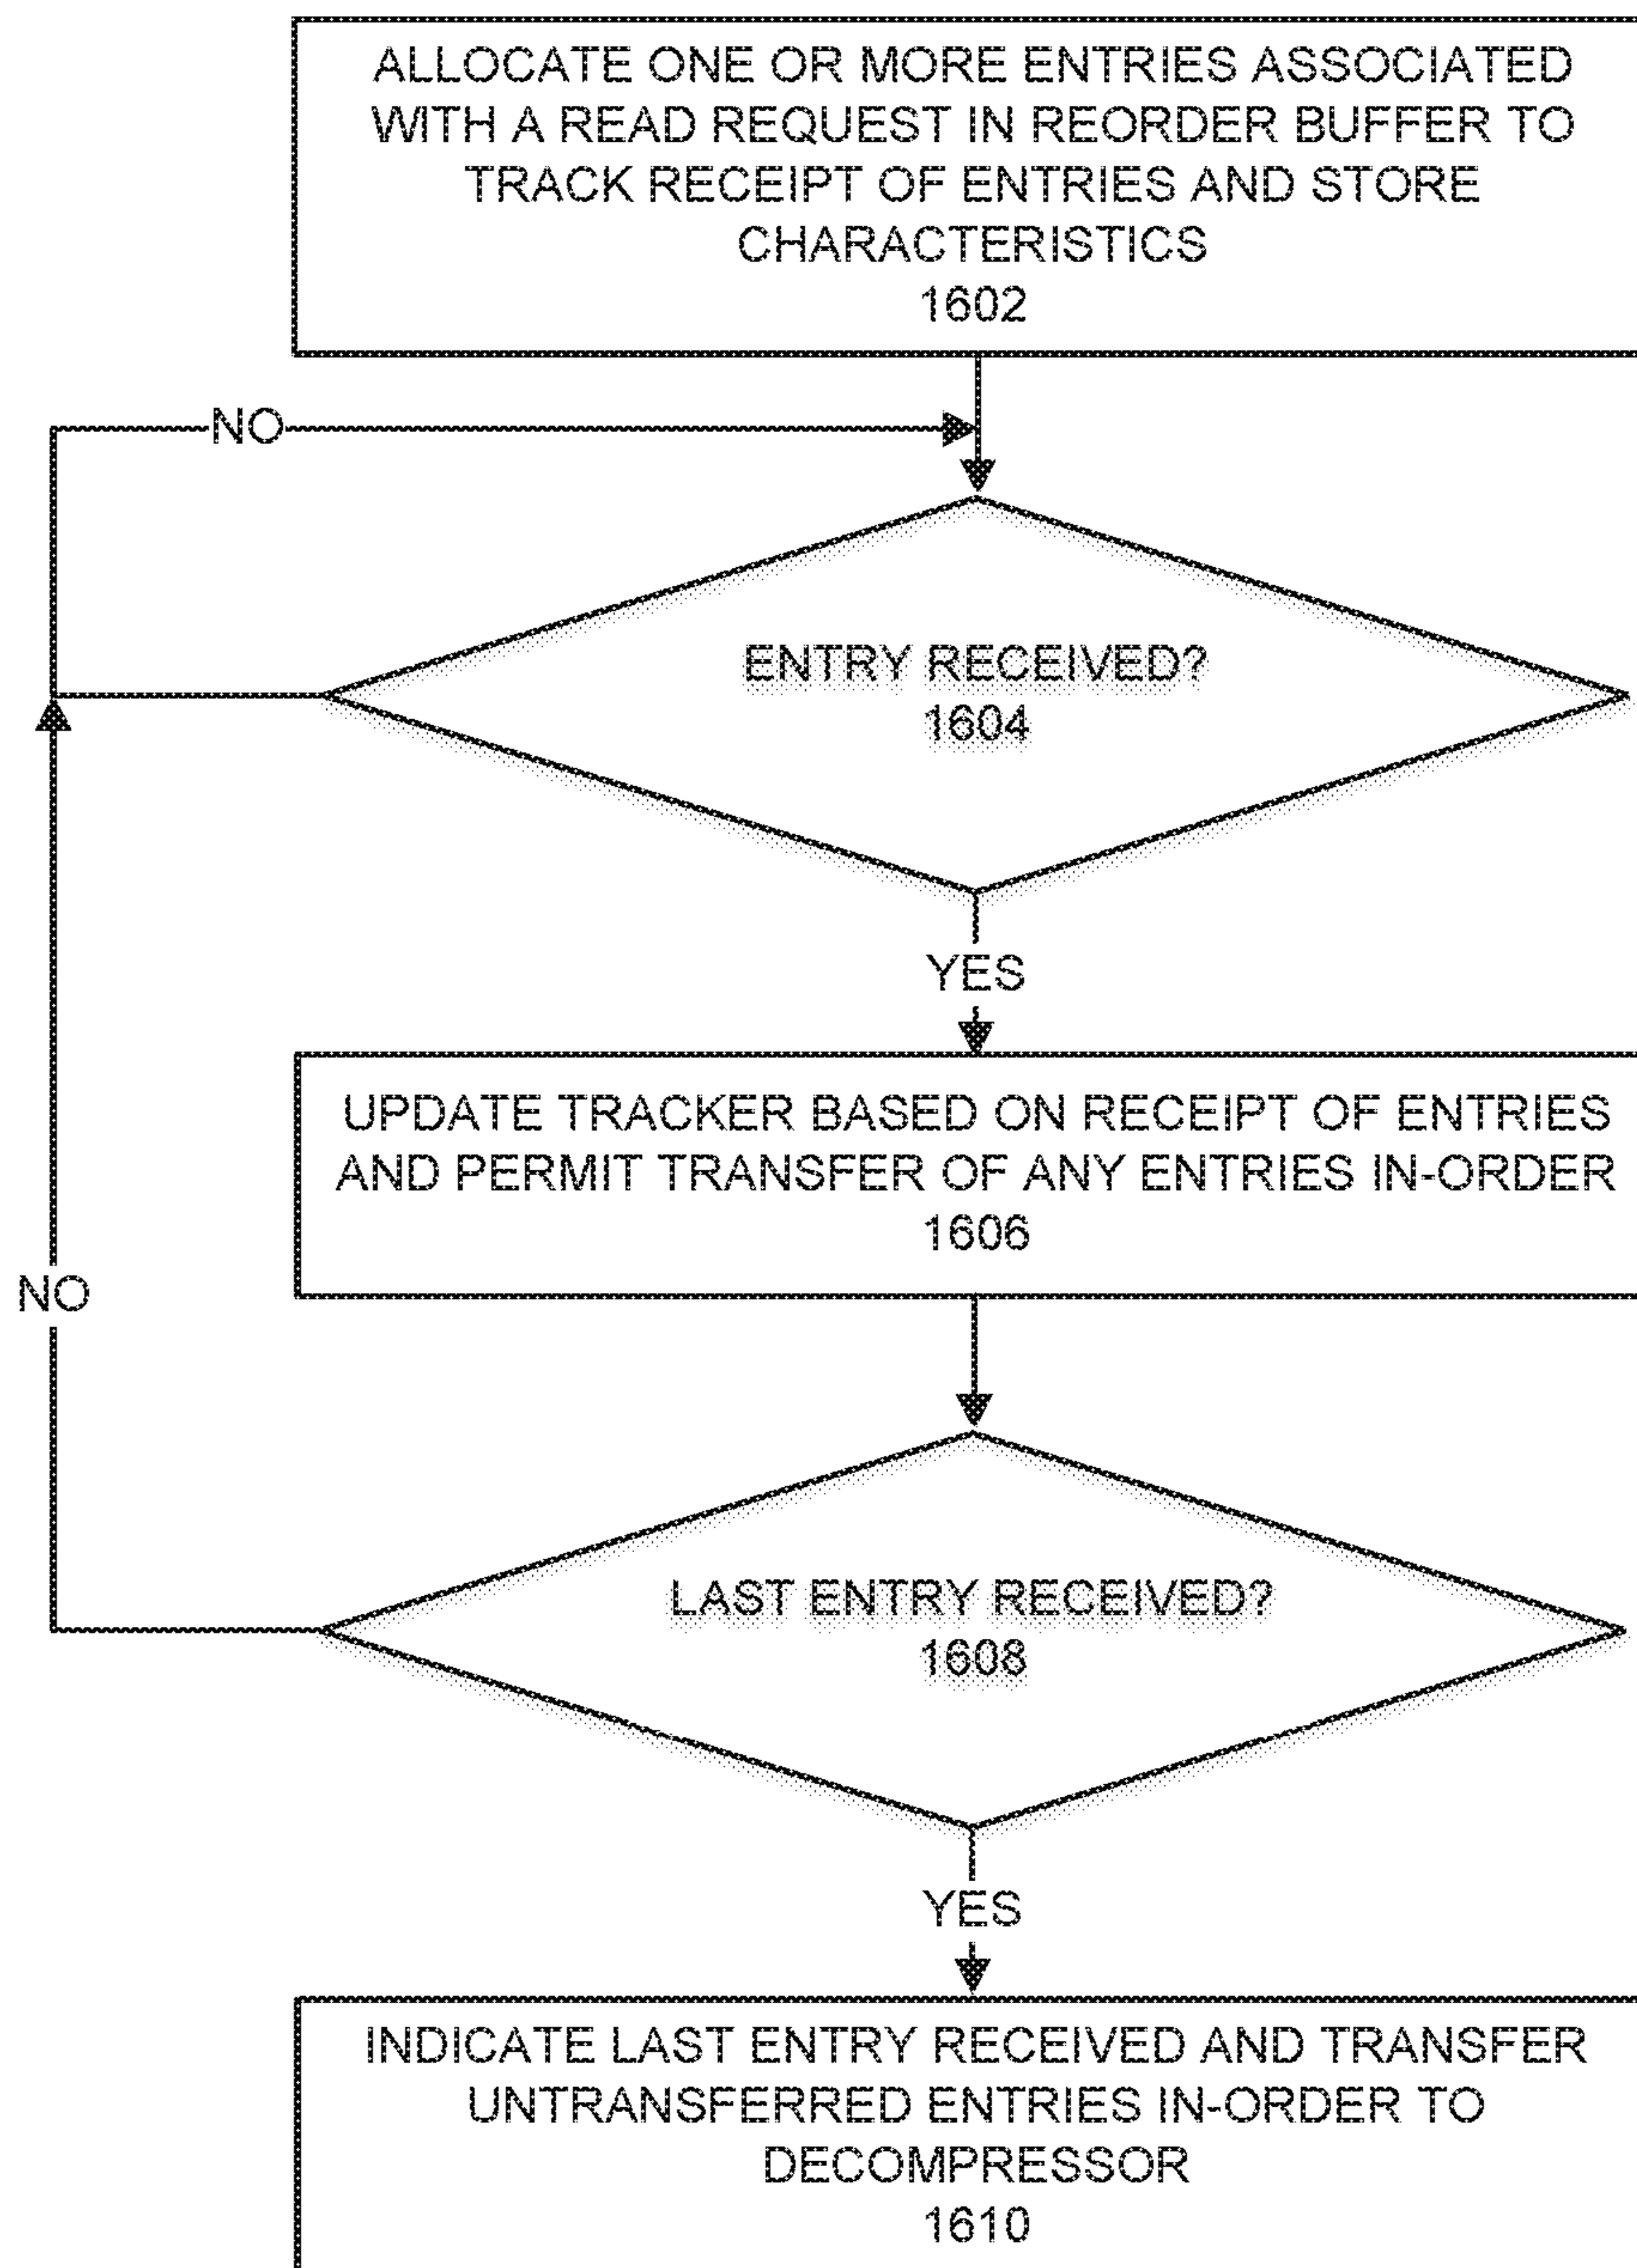 ALLOCATE ONE OR MORE ENTRIES ASSOCIATED
WITH A READ REQUEST IN REORDER BUFFER TO
TRACK RECEIPT OF ENTRIES AND STORE
CHARACTERISTICS
1602
NO
ENTRY RECEIVED?
1604
YES
UPDATE TRACKER BASED ON RECEIPT OF ENTRIES
AND PERMIT TRANSFER OF ANY ENTRIES IN-ORDER
1606
NO
LAST ENTRY RECEIVED?
1608
YES
INDICATE LAST ENTRY RECEIVED AND TRANSFER
UNTRANSFERRED ENTRIES IN-ORDER TO
DECOMPRESSOR
1610